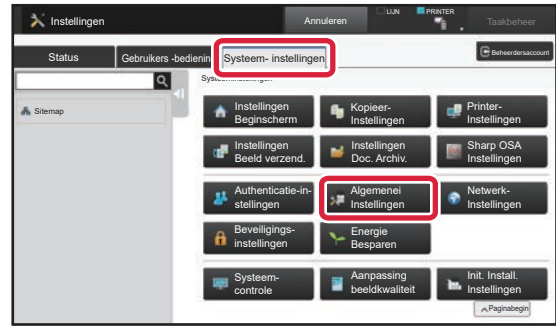 Instellingen
Annuleren
LIJN
PRINTER
Taakbeheer
Status
Gebruikers -bedienin
Systeem- instellingen
Beheerdersaccount
Sitemap
Instellingen
Beginscherm
Kopieer-
Instellingen
Printer-
Instellingen
Instellingen
Beeld verzend.
Instellingen
Doc. Archiv.
Sharp OSA
Instellingen
Authenticatie-in-
stellingen
Algemenei
Instellingen
Netwerk-
Instellingen
Beveiligings-
instellingen
Energie
Besparen
Systeem-
controle
Aanpassing
beeldkwaliteit
Init. Install.
Instellingen
Paginabegin